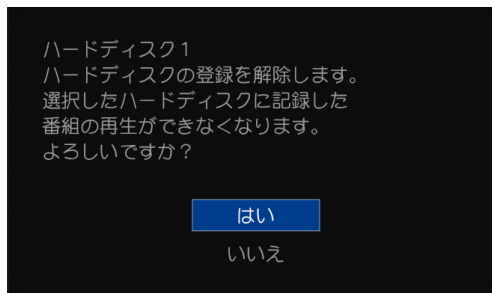 ハードディスク１
ハードディスクの登録を解除します。
選択したハードディスクに記録した
番組の再生ができなくなります。
よろしいですか？
はい
いいえ